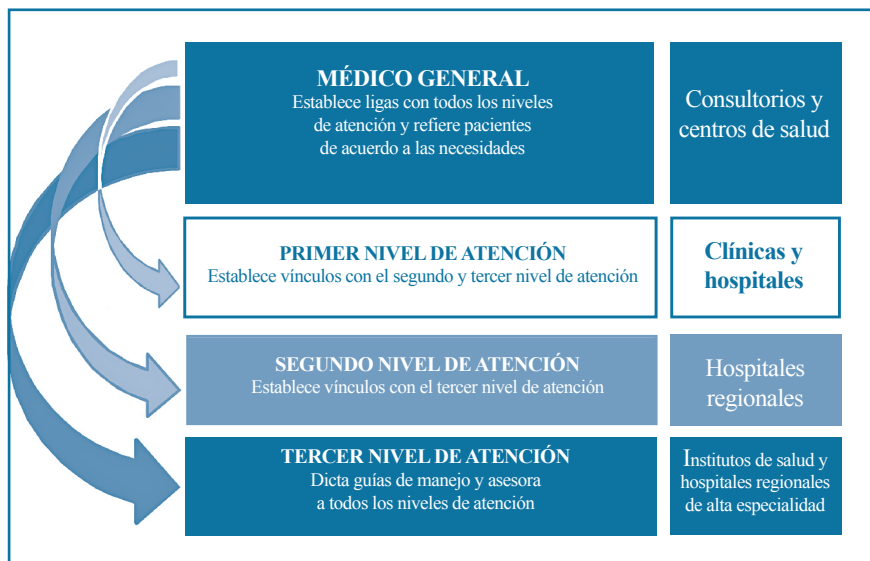 MÉDICO GENERAL
Establece ligas con todos los niveles
de atención y refiere pacientes
de acuerdo a las necesidades
Consultorios y
centros de salud
PRIMER NIVEL DE ATENCIÓN
Establece vínculos con el segundo y tercer nivel de atención
Clínicas y
hospitales
SEGUNDO NIVEL DE ATENCIÓN
Establece vínculos con el tercer nivel de atención
Hospitales
regionales
TERCER NIVEL DE ATENCIÓN
Dicta guías de manejo y asesora
a todos los niveles de atención
Institutos de salud y
hospitales regionales
de alta especialidad